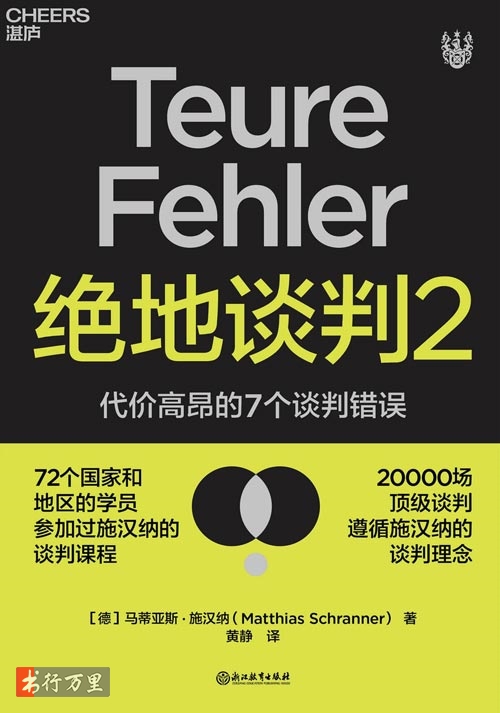 CHEERS
湛庐
Teure
Fehler
绝地谈判2
代价高昂的7个谈判错误
72个国家和
地区的学员
参加过施汉纳的
谈判课程
20000场
顶级谈判
遵循施汉纳的
谈判理念
[德] 马蒂亚斯·施汉纳（Matthias Schranner） 著
黄静 译
书行万里
浙江教育出版社